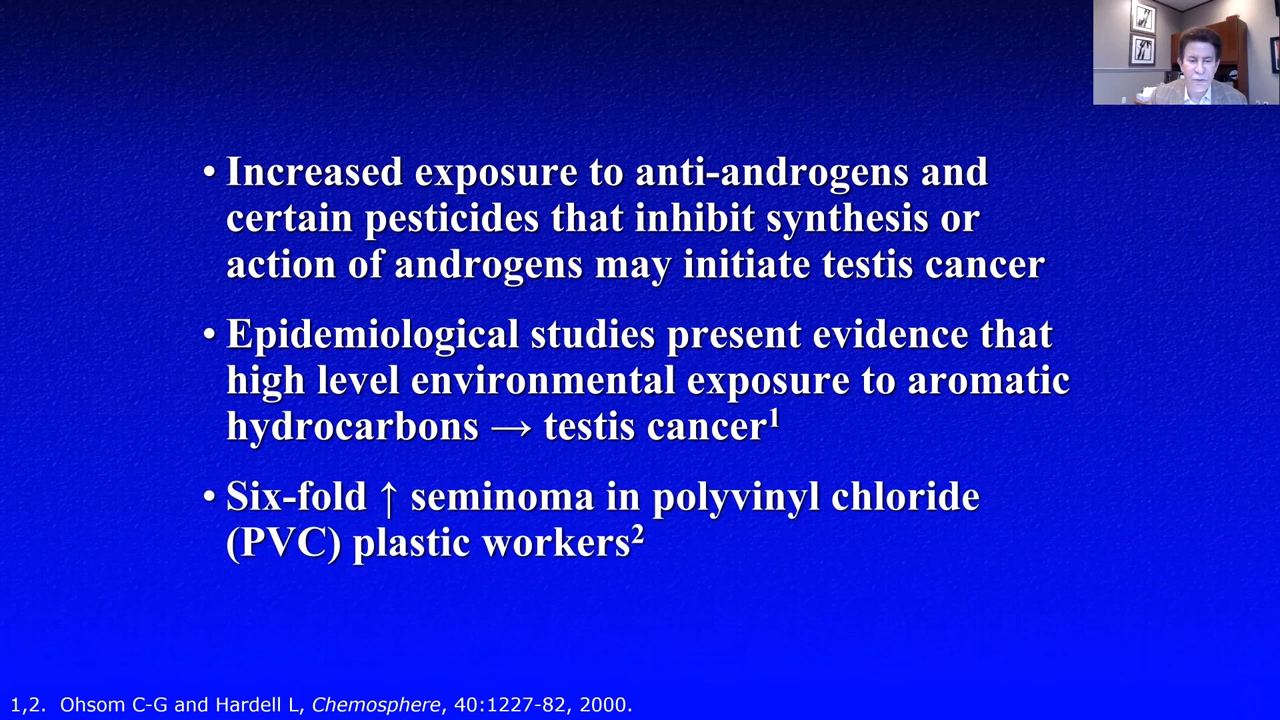 • Increased exposure to anti-androgens and
certain pesticides that inhibit synthesis or
action of androgens may initiate testis cancer
• Epidemiological studies present evidence that
high level environmental exposure to aromatic
hydrocarbons → testis cancer¹
• Six-fold ↑ seminoma in polyvinyl chloride
(PVC) plastic workers²
1,2. Ohsom C-G and Hardell L, Chemosphere, 40:1227-82, 2000.